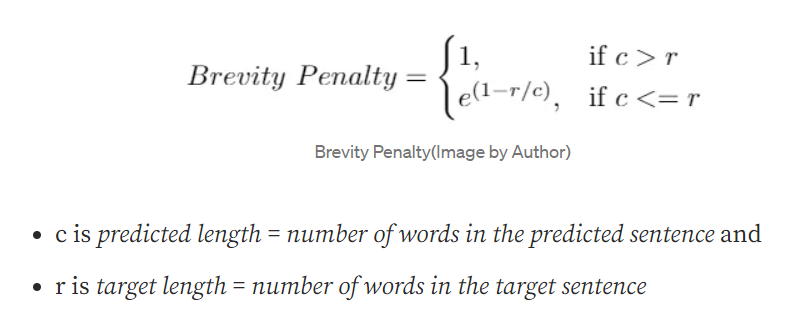 Brevity Penalty = {1, if c > r
e^(1−r/c), if c <= r
Brevity Penalty(Image by Author)
• c is predicted length = number of words in the predicted sentence and
• r is target length = number of words in the target sentence